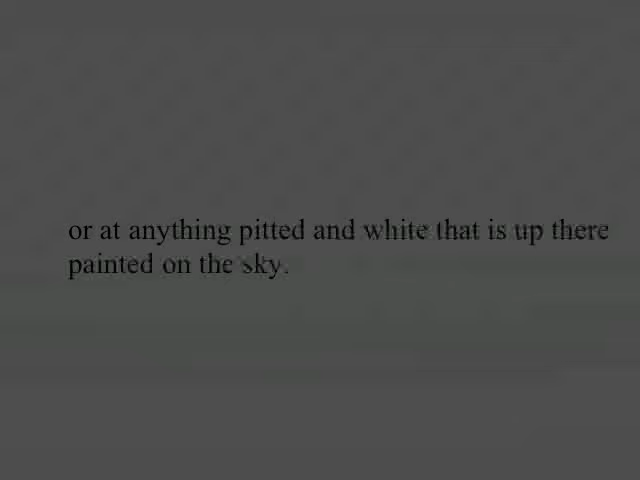 or at anything pitted and white that is up there
painted on the sky.